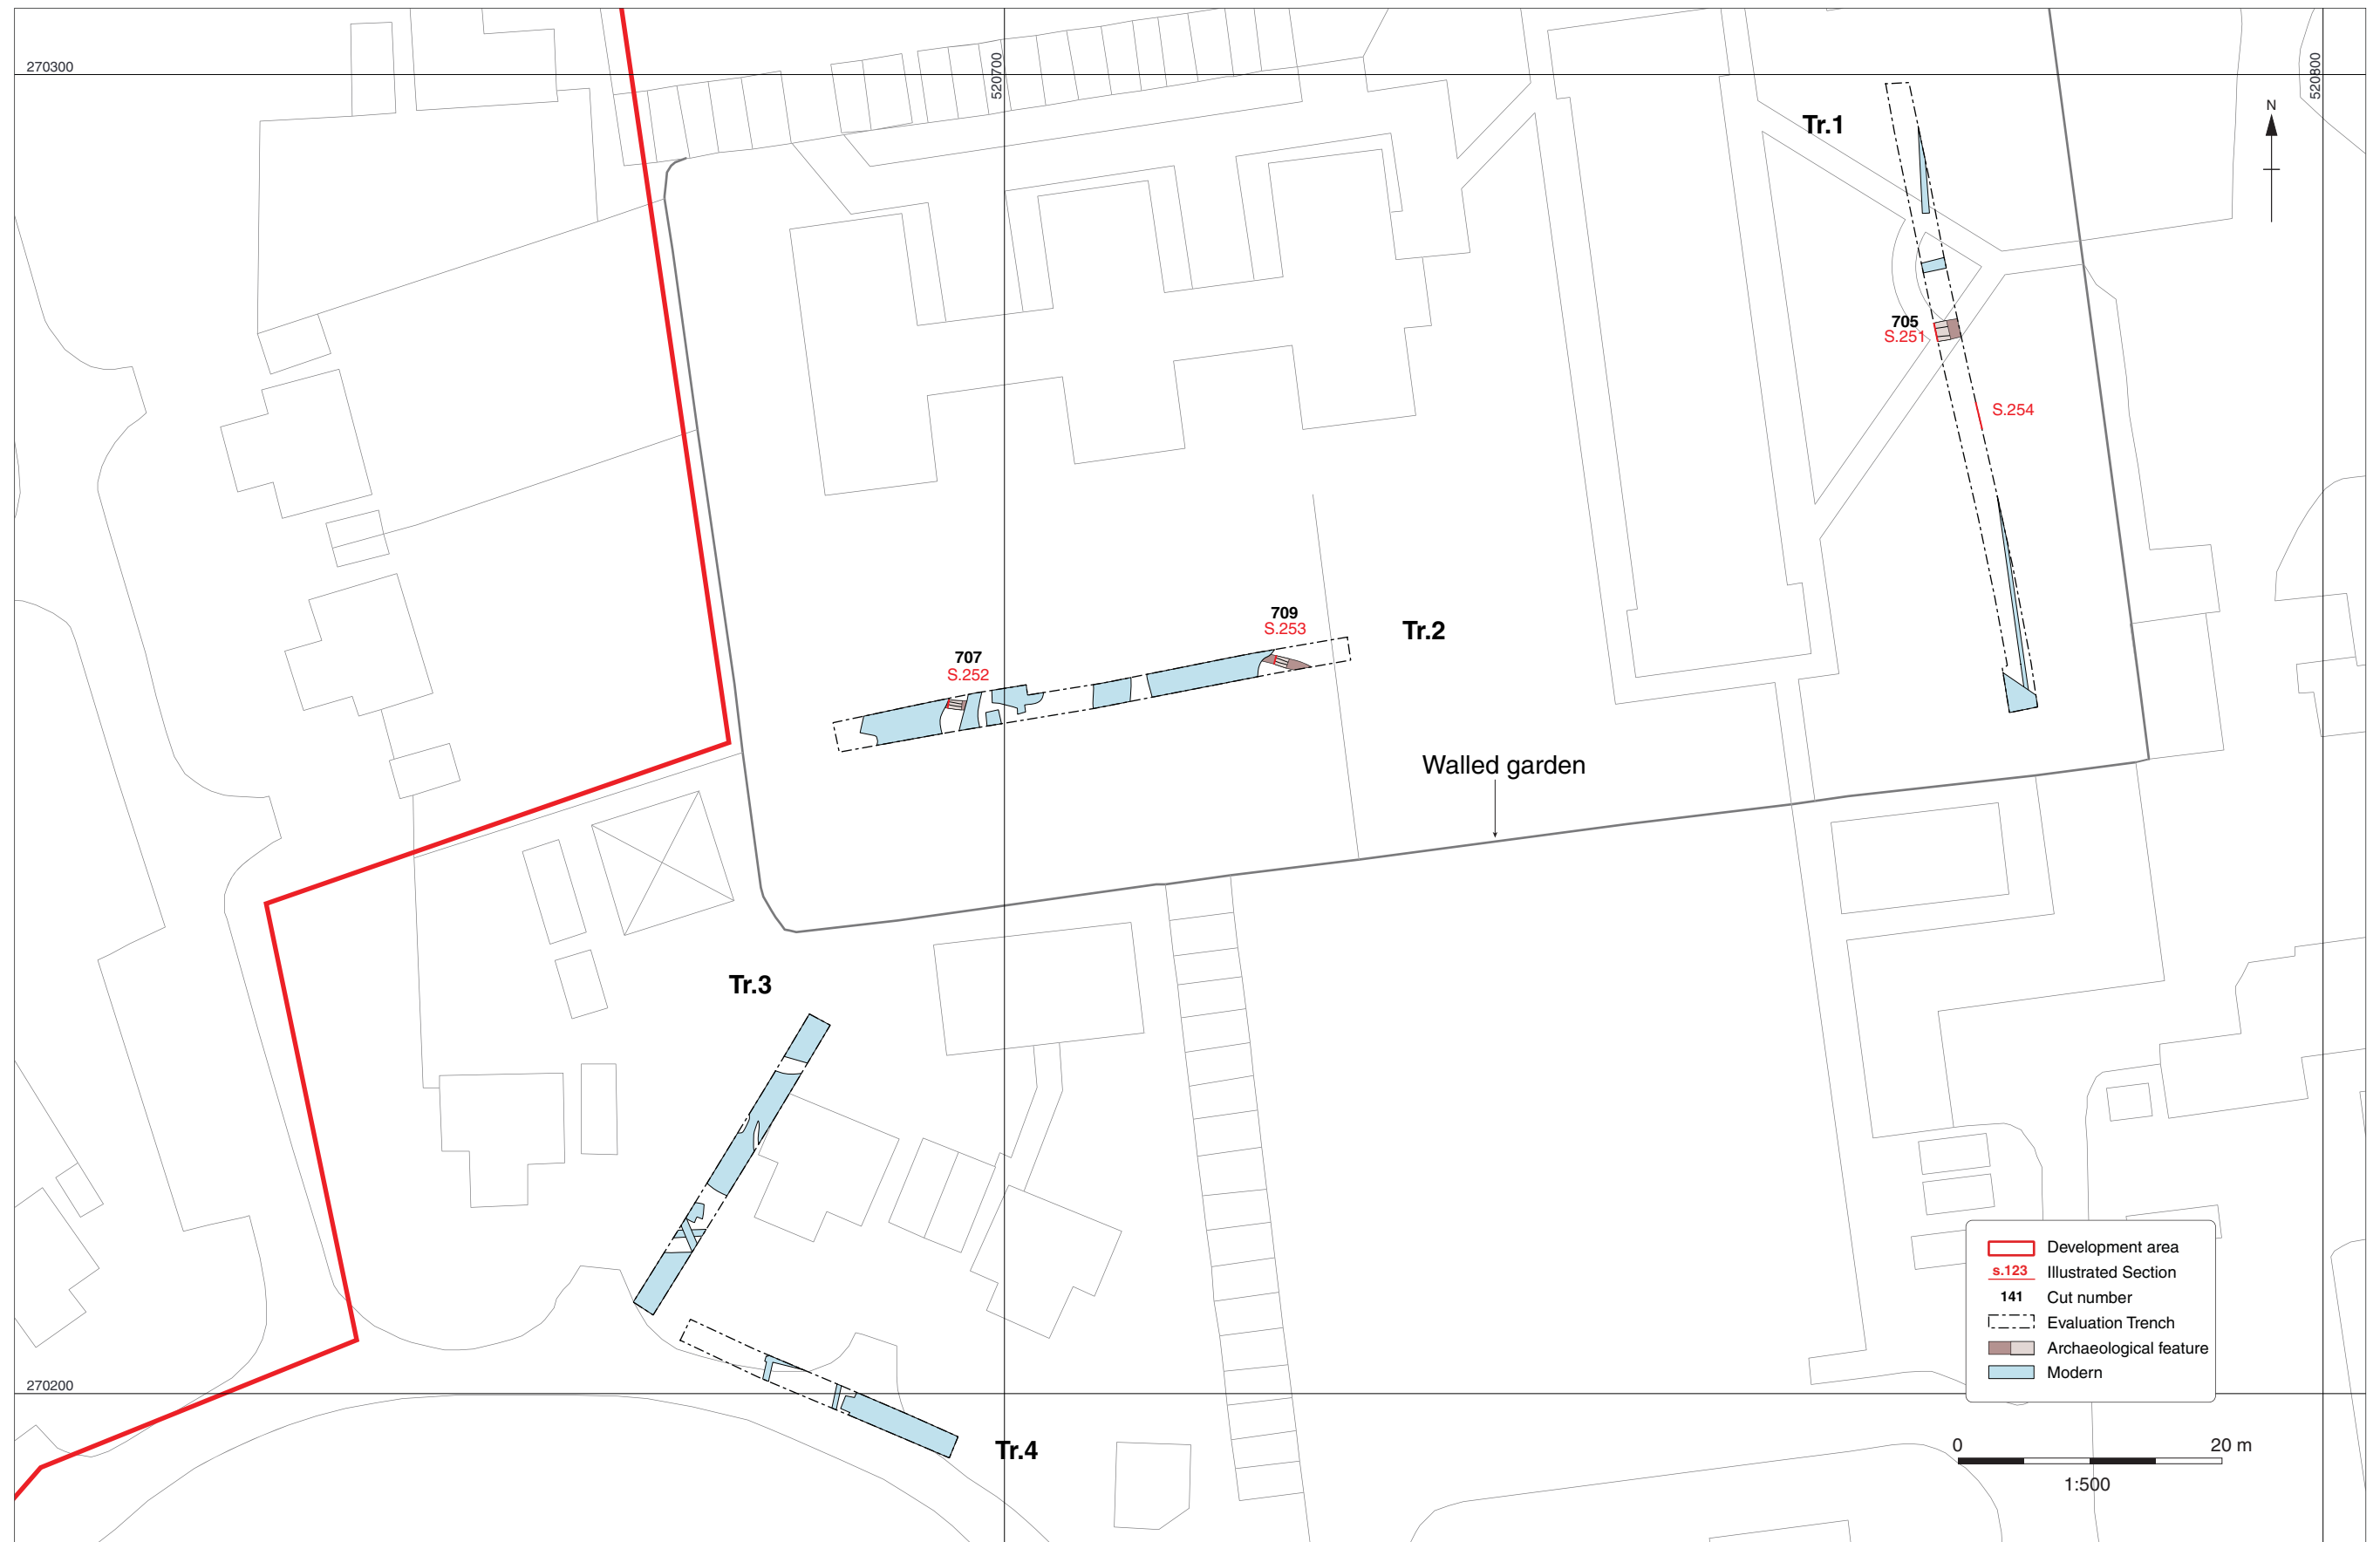 270300
520700
520800
N
Tr.1
705
S.251
S.254
709
S.253
Tr.2
707
S.252
Walled garden
Tr.3
Development area
s.123 Illustrated Section
141 Cut number
Evaluation Trench
Archaeological feature
Modern
270200
Tr.4
0 20 m
1:500